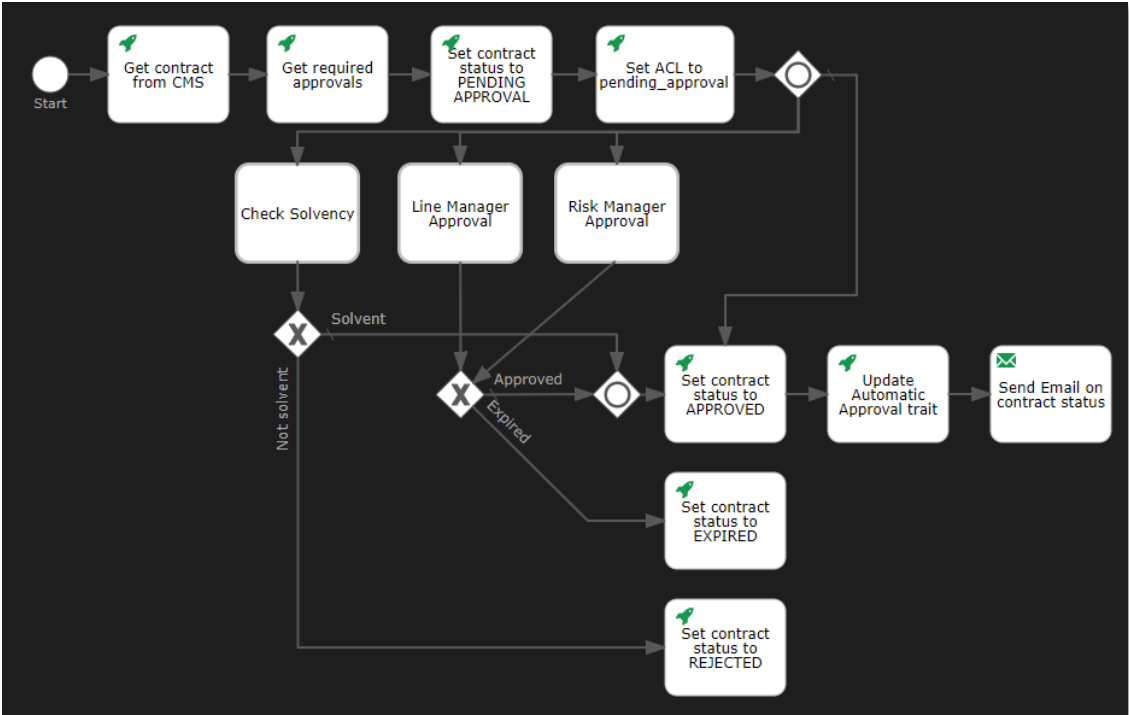 Start
Get contract
from CMS
Get required
approvals
Set contract
status to
PENDING
APPROVAL
Set ACL to
pending_approval
Check Solvency
Line Manager
Approval
Risk Manager
Approval
Solvent
Not solvent
X
X
Approved
Expired
Set contract
status to
APPROVED
Update
Automatic
Approval trait
Send Email on
contract status
Set contract
status to
EXPIRED
Set contract
status to
REJECTED